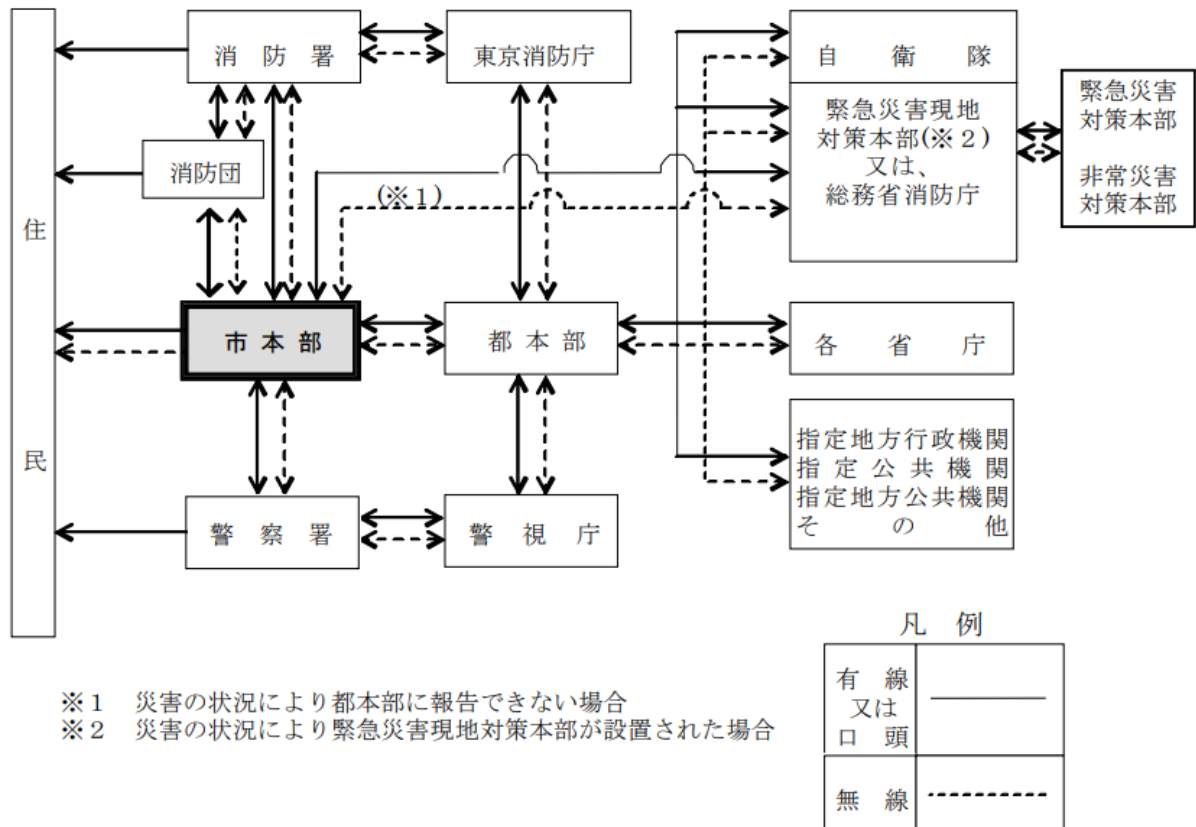 消 防 署
東京消防庁
自 衛 隊
緊急災害現地
対策本部(※2)
又は、
総務省消防庁
緊急災害
対策本部
非常災害
対策本部
消防団
(※1)
住
民
市 本 部
都 本 部
各 省 庁
指定地方行政機関
指 定 公 共 機 関
指定地方公共機関
そ の 他
警 察 署
警 視 庁
凡 例
有 線
又は
口 頭
無 線
※1 災害の状況により都本部に報告できない場合
※2 災害の状況により緊急災害現地対策本部が設置された場合